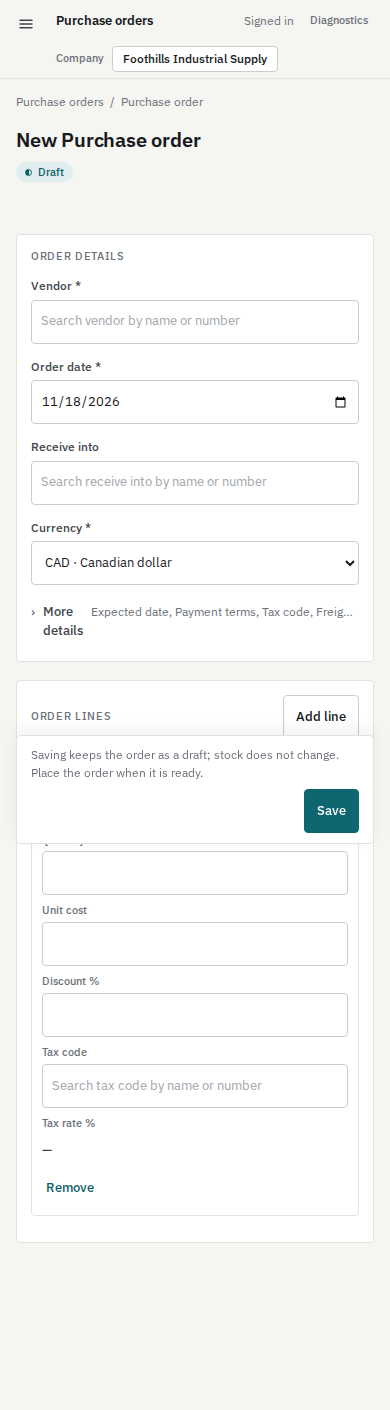 Purchase orders
Signed in
Diagnostics
Company
Foothills Industrial Supply
Purchase orders / Purchase order
New Purchase order
Draft
ORDER DETAILS
Vendor *
Search vendor by name or number
Order date *
11/18/2026
Receive into
Search receive into by name or number
Currency *
CAD · Canadian dollar
› More details
Expected date, Payment terms, Tax code, Freig...
ORDER LINES
Add line
Saving keeps the order as a draft; stock does not change.
Place the order when it is ready.
Save
Unit cost
Discount %
Tax code
Search tax code by name or number
Tax rate %
—
Remove